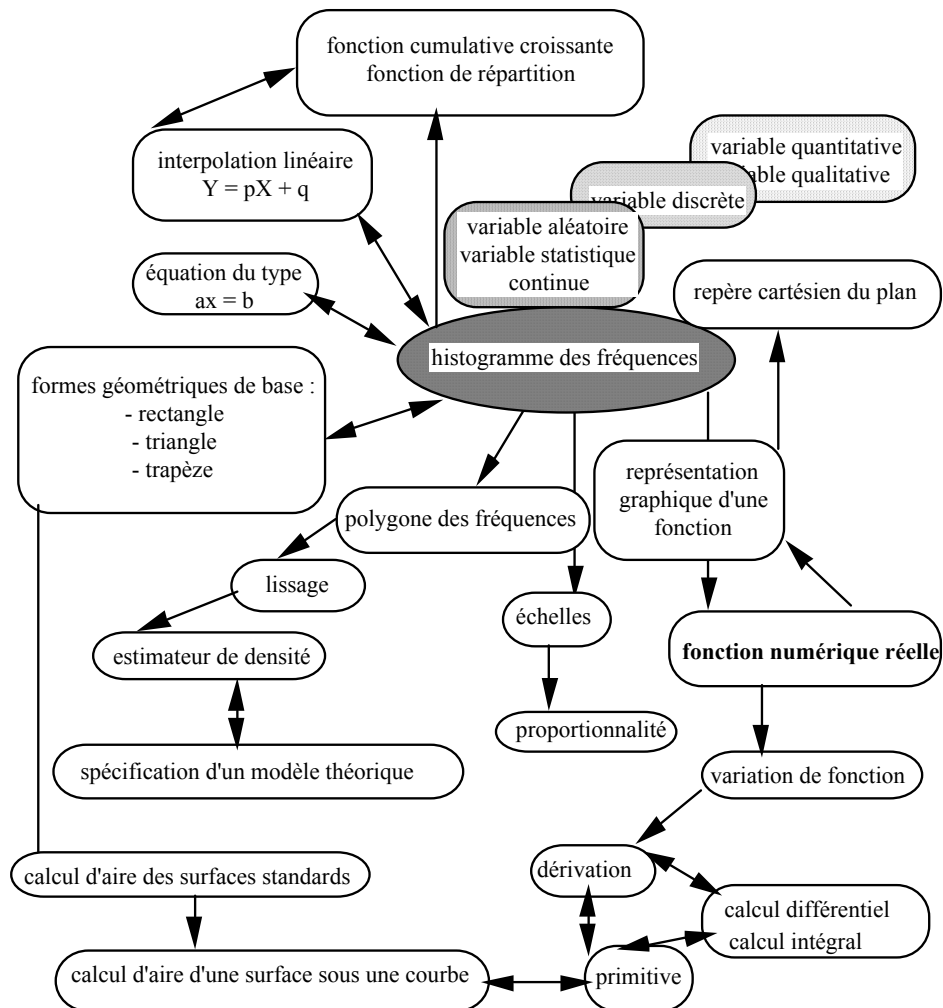 fonction cumulative croissante
fonction de répartition
interpolation linéaire
Y = pX + q
variable quantitative
iable qualitative
variable discrète
variable aléatoire
variable statistique
continue
équation du type
ax = b
repère cartésien du plan
histogramme des fréquences
formes géométriques de base :
- rectangle
- triangle
- trapèze
représentation
graphique d'une
fonction
polygone des fréquences
lissage
échelles
estimateur de densité
fonction numérique réelle
proportionnalité
spécification d'un modèle théorique
variation de fonction
calcul d'aire des surfaces standards
dérivation
calcul différentiel
calcul intégral
calcul d'aire d'une surface sous une courbe
primitive